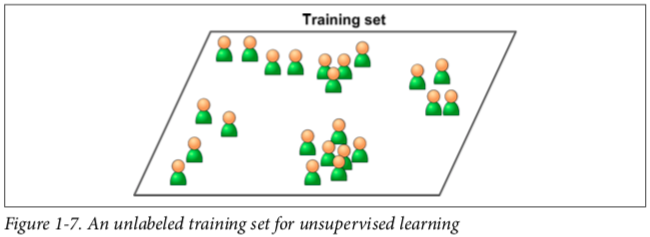 Training set
Figure 1-7. An unlabeled training set for unsupervised learning